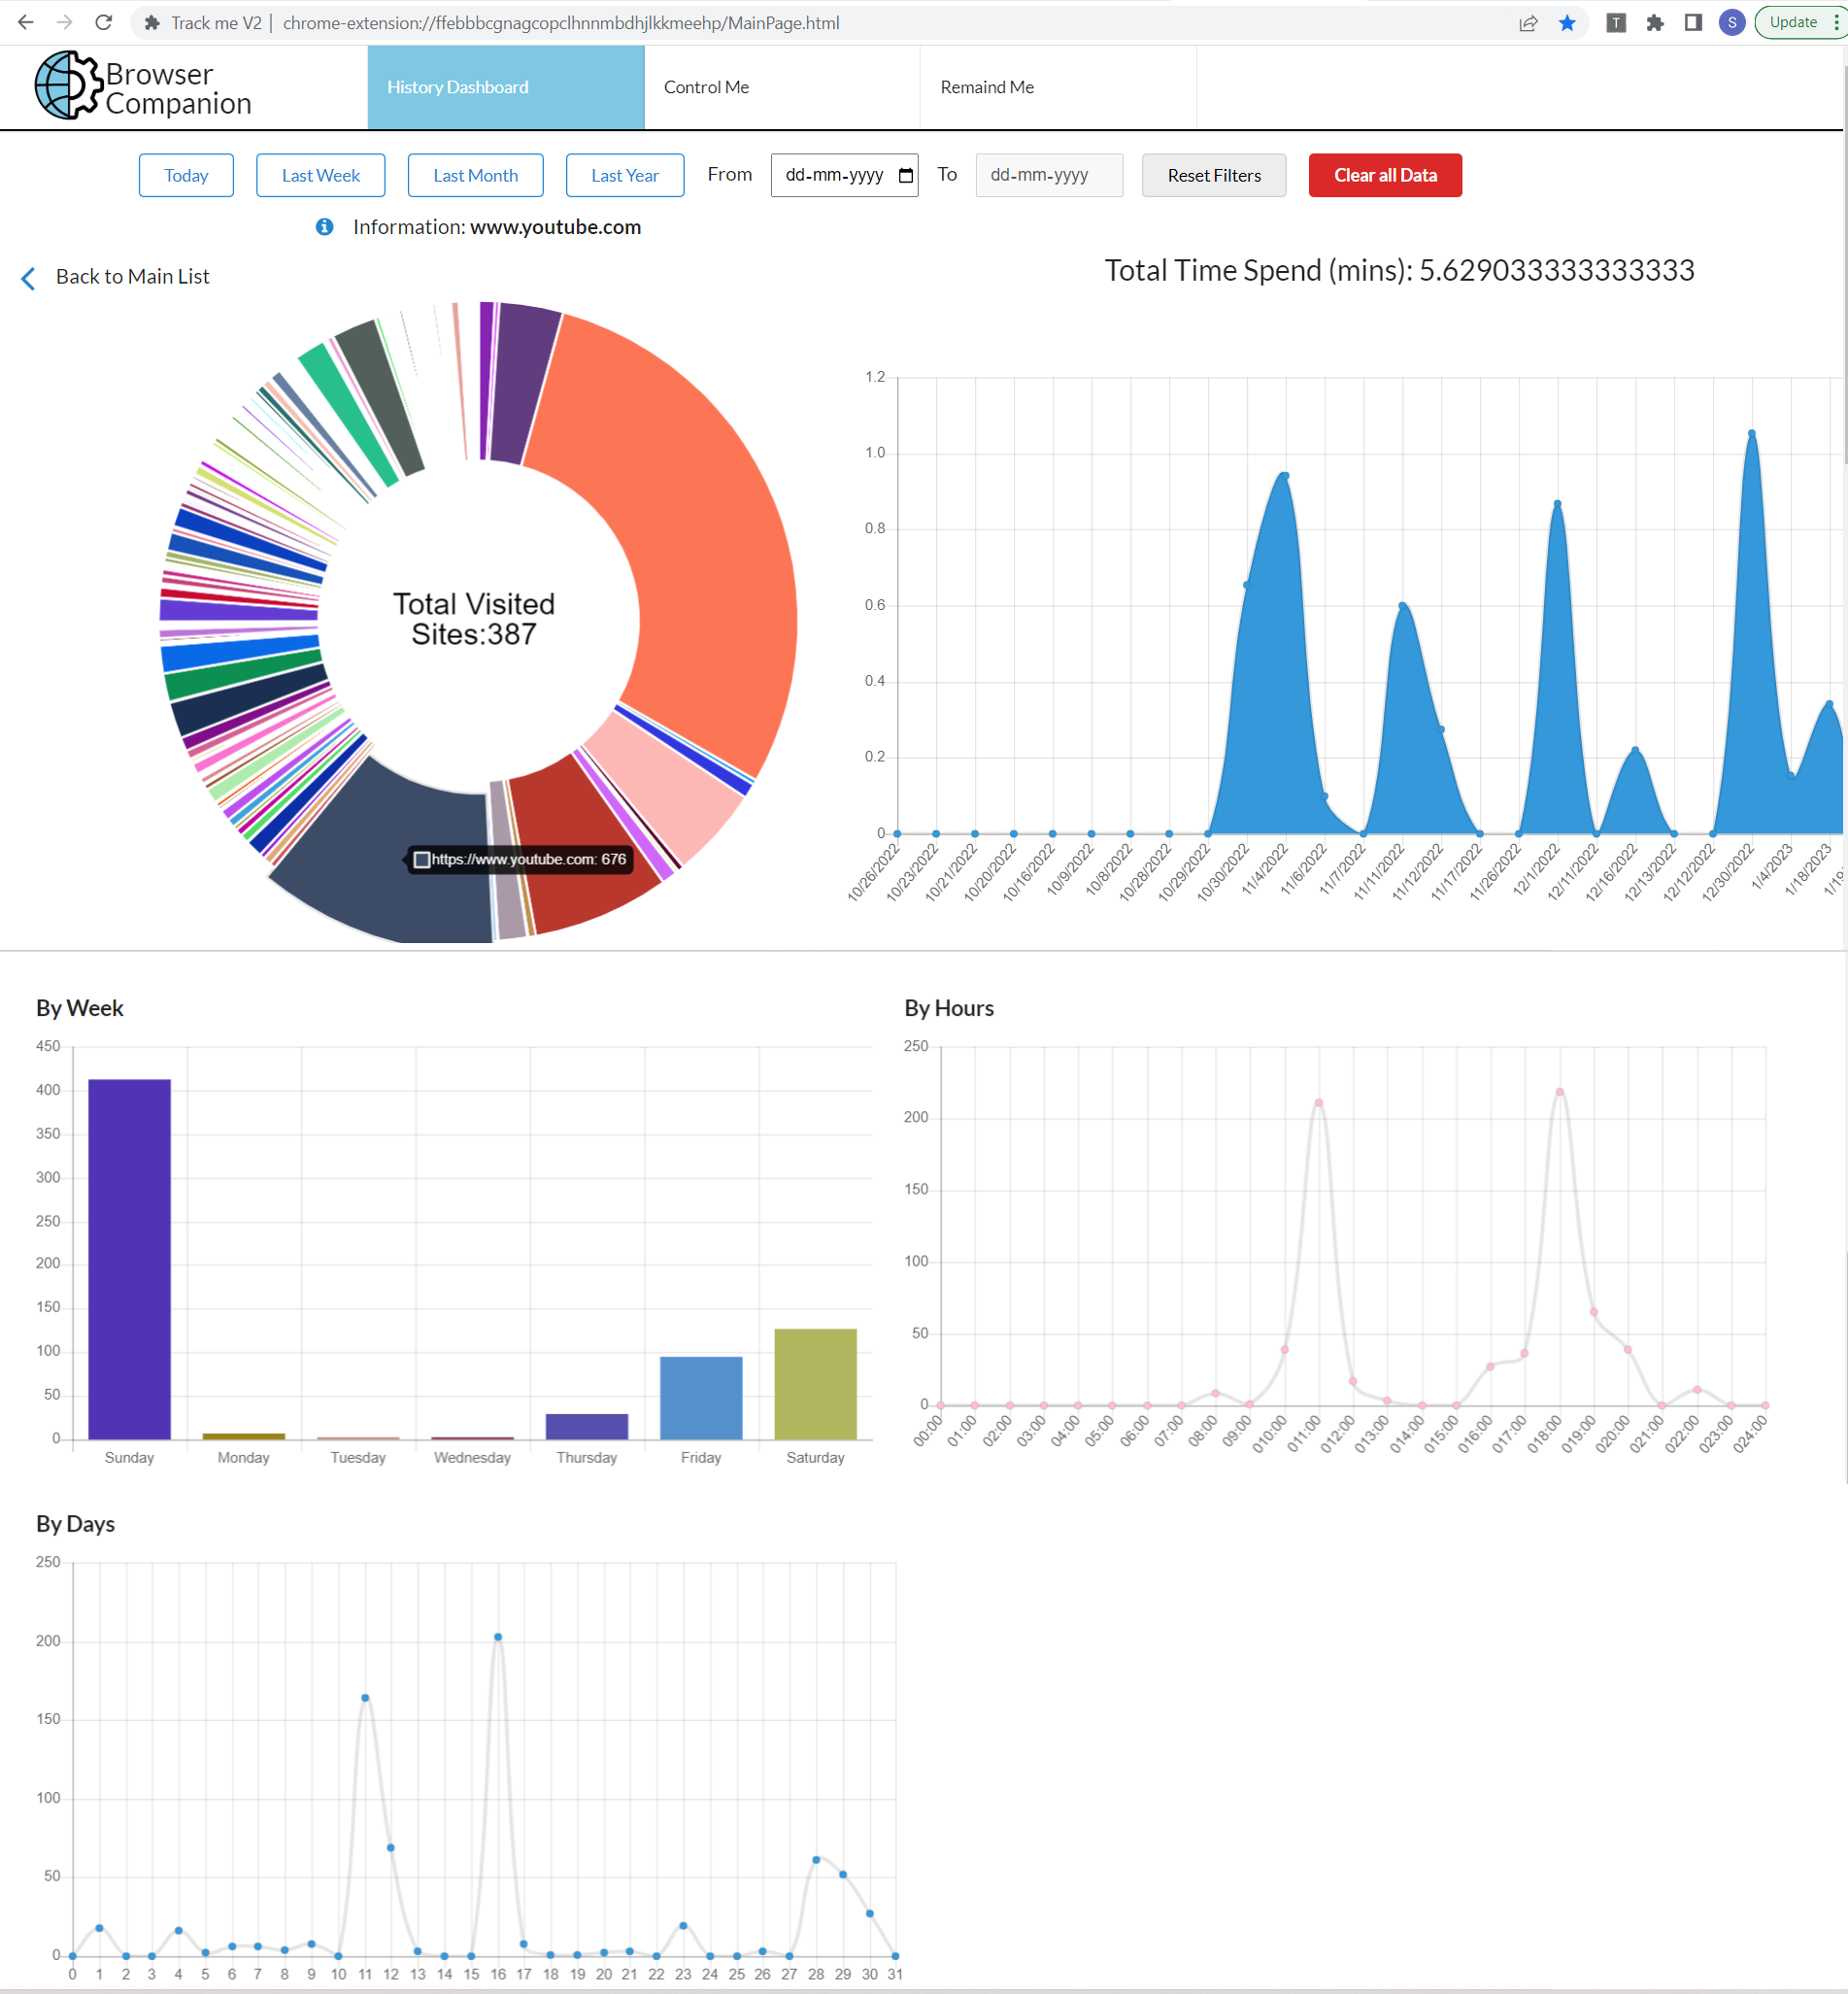 Track me V2 | chrome-extension://ffebbbcgnagcopclhnnmbdhjlkkmeehp/MainPage.html
T
S
Update
Browser
Companion
History Dashboard
Control Me
Remaind Me
Today
Last Week
Last Month
Last Year
From
dd-mm-yyyy
To
dd-mm-yyyy
Reset Filters
Clear all Data
Information: www.youtube.com
Back to Main List
Total Time Spend (mins): 5.629033333333333
Total Visited
Sites:387
https://www.youtube.com: 676
1.2
1.0
0.8
0.6
0.4
0.2
0
10/26/2022
10/23/2022
10/21/2022
10/20/2022
10/16/2022
10/9/2022
10/8/2022
10/28/2022
10/29/2022
10/30/2022
11/4/2022
11/6/2022
11/7/2022
11/11/2022
11/12/2022
11/17/2022
11/26/2022
12/1/2022
12/11/2022
12/16/2022
12/13/2022
12/12/2022
12/30/2022
1/4/2023
1/18/2023
By Week
450
400
350
300
250
200
150
100
50
0
Sunday
Monday
Tuesday
Wednesday
Thursday
Friday
Saturday
By Hours
250
200
150
100
50
0
00:00
01:00
02:00
03:00
04:00
05:00
06:00
07:00
08:00
09:00
010:00
011:00
012:00
013:00
014:00
015:00
016:00
017:00
018:00
019:00
020:00
021:00
022:00
023:00
024:00
By Days
250
200
150
100
50
0
0 1 2 3 4 5 6 7 8 9 10 11 12 13 14 15 16 17 18 19 20 21 22 23 24 25 26 27 28 29 30 31